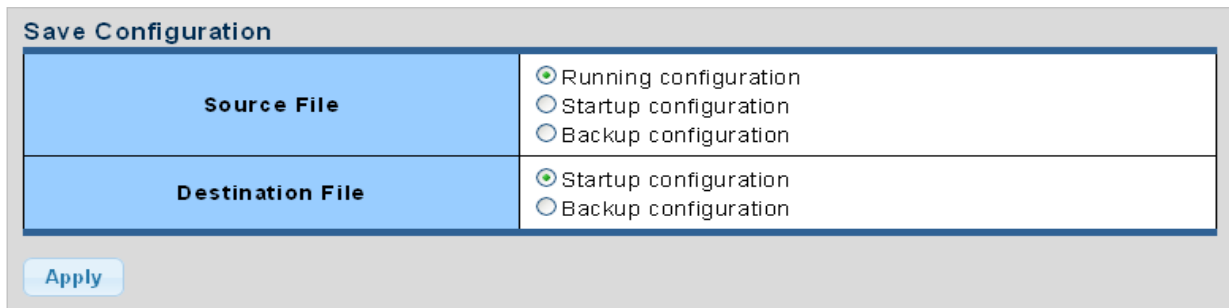 Save Configuration
Source File
Running configuration
Startup configuration
Backup configuration
Destination File
Startup configuration
Backup configuration
Apply